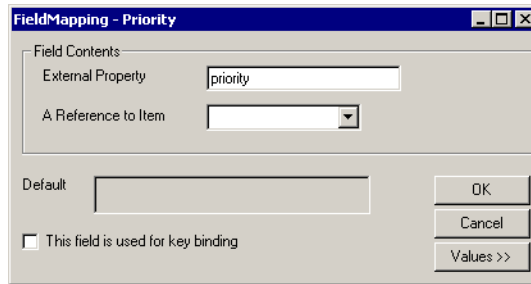 FieldMapping - Priority
Field Contents
External Property
priority
A Reference to Item
Default
OK
Cancel
This field is used for key binding
Values >>